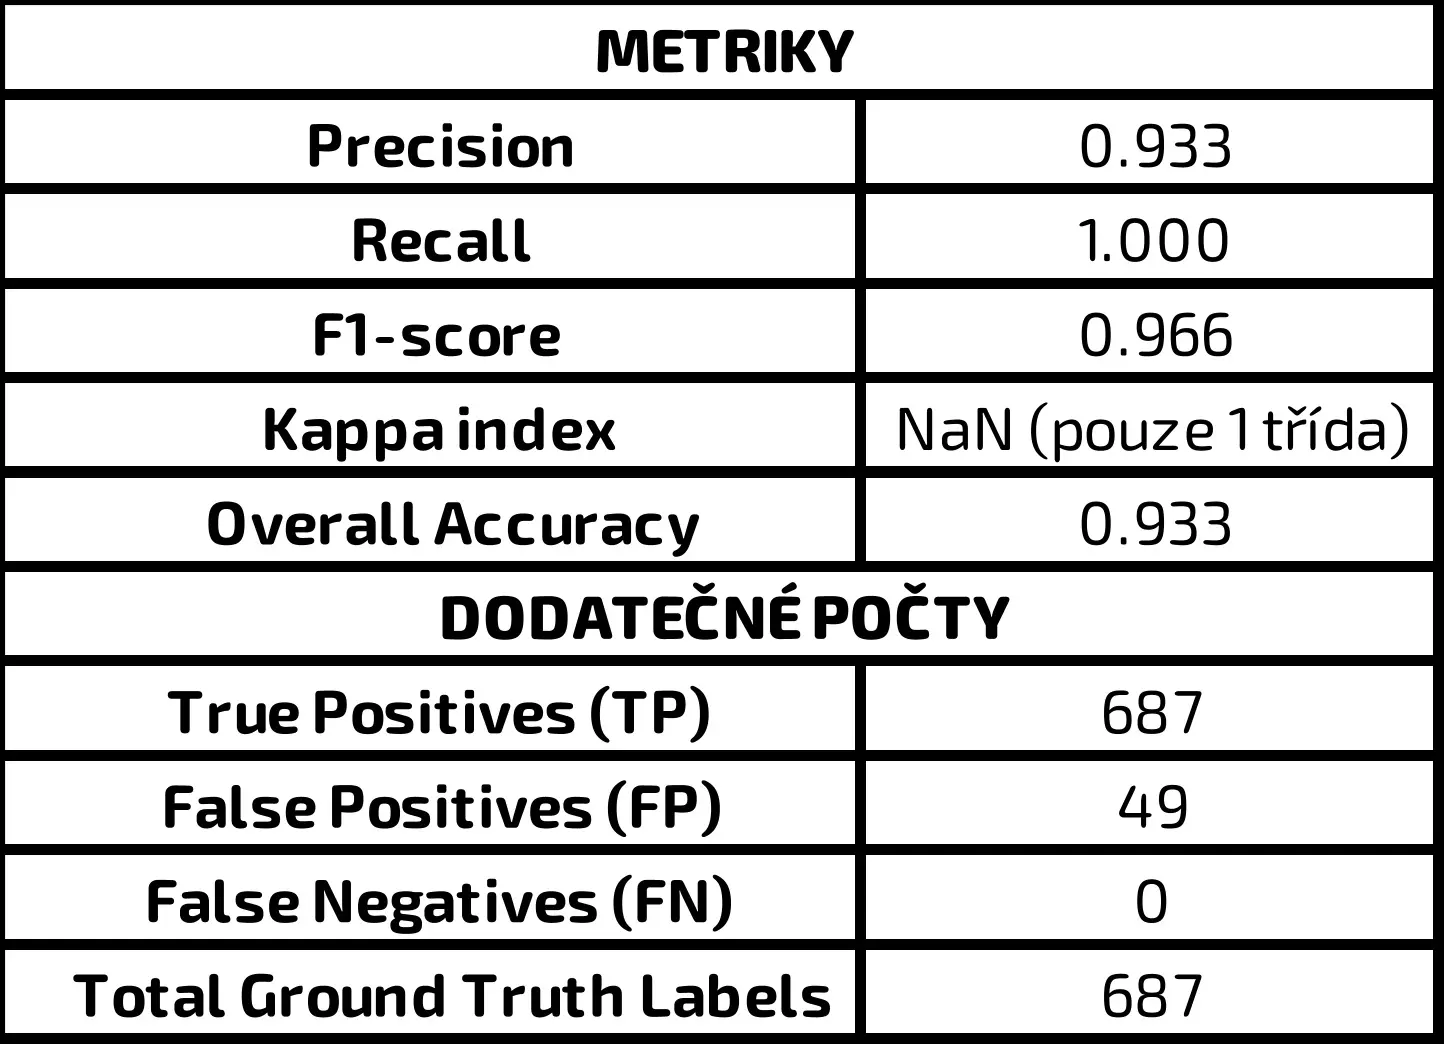 METRIKY
Precision 0.933
Recall 1.000
F1-score 0.966
Kappa index NaN (pouze 1 třída)
Overall Accuracy 0.933
DODATEČNÉ POČTY
True Positives (TP) 687
False Positives (FP) 49
False Negatives (FN) 0
Total Ground Truth Labels 687